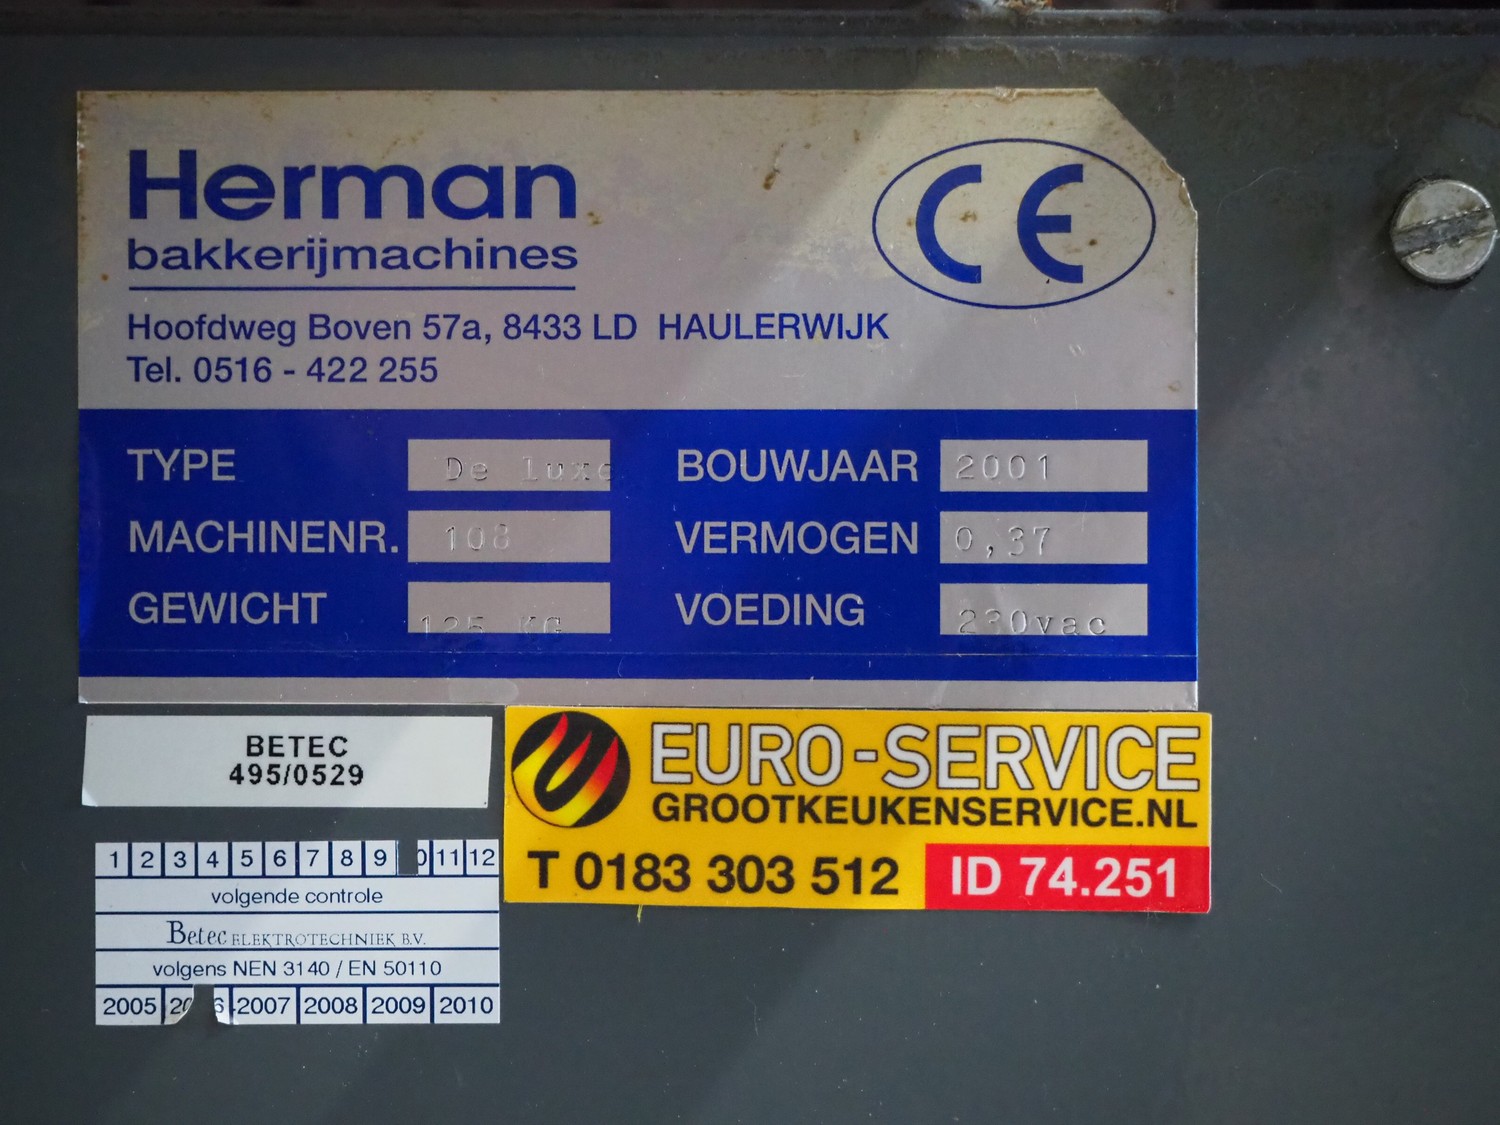 Herman
bakkerijmachines
CE
Hoofdweg Boven 57a, 8433 LD HAULERWIJK
Tel. 0516 - 422 255
TYPE De luxe BOUWJAAR 2001
MACHINENR. 108 VERMOGEN 0,37
GEWICHT 125 KG VOEDING 230vac
BETEC
495/0529
EURO-SERVICE
GROOTKEUKENSERVICE.NL
T 0183 303 512 ID 74.251
1 2 3 4 5 6 7 8 9 0 11 12
volgende controle
Betec ELEKTROTECHNIEK B.V.
volgens NEN 3140 / EN 50110
2005 2007 2008 2009 2010